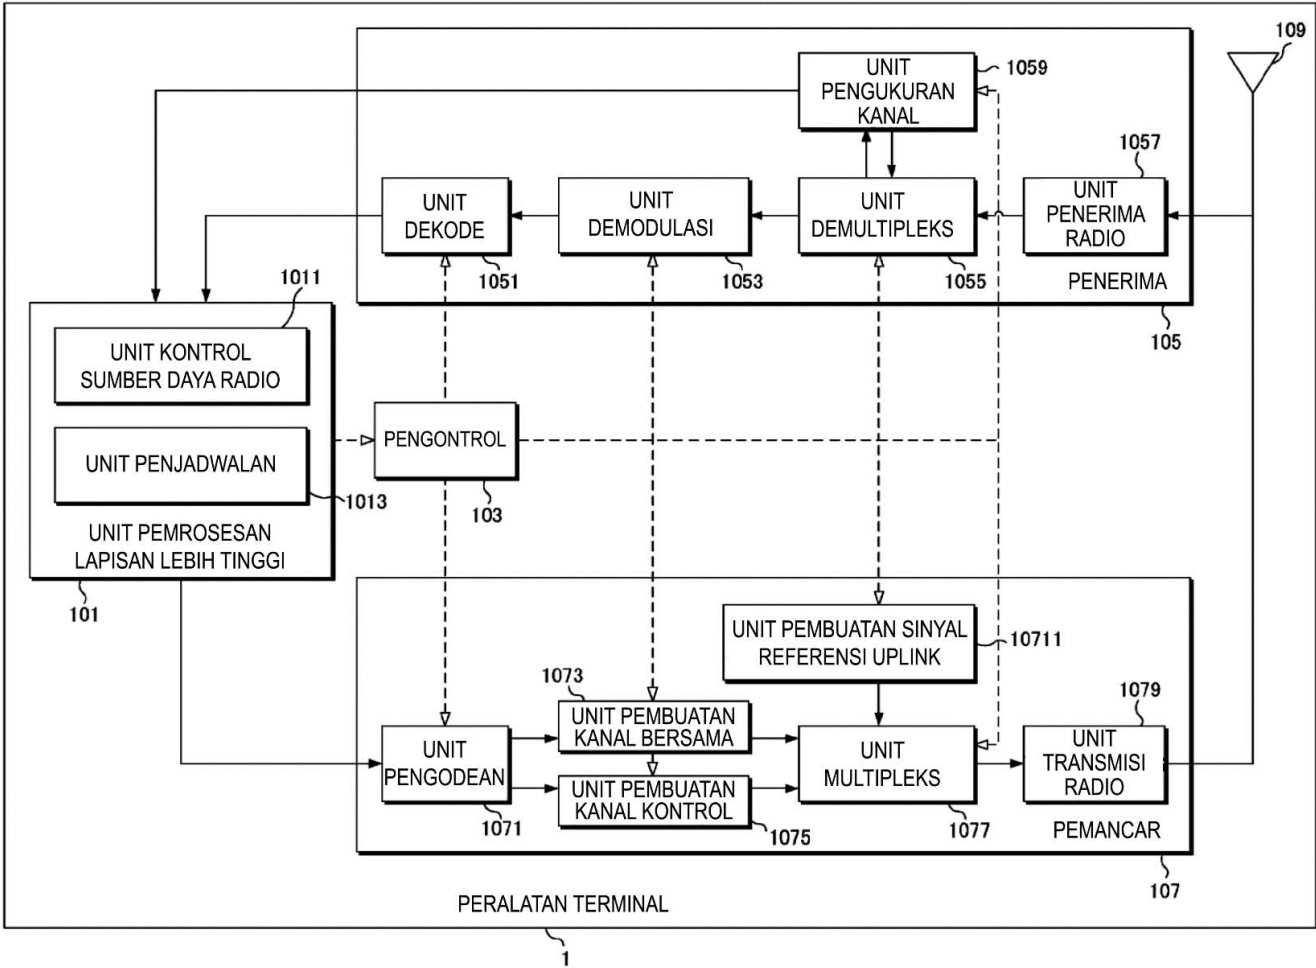 109
UNIT
PENGUKURAN
KANAL
1059
1057
UNIT
DEKODE
1051
UNIT
DEMODULASI
1053
UNIT
DEMULTIPLEKS
1055
UNIT
PENERIMA
RADIO
PENERIMA
105
1011
UNIT KONTROL
SUMBER DAYA RADIO
UNIT PENJADWALAN
1013
UNIT PEMROSESAN
LAPISAN LEBIH TINGGI
101
PENGONTROL
103
UNIT PEMBUATAN SINYAL
REFERENSI UPLINK
10711
1073
UNIT PEMBUATAN
KANAL BERSAMA
UNIT
PENGODEAN
1071
UNIT PEMBUATAN
KANAL KONTROL
1075
UNIT
MULTIPLEKS
1077
1079
UNIT
TRANSMISI
RADIO
PEMANCAR
107
PERALATAN TERMINAL
1